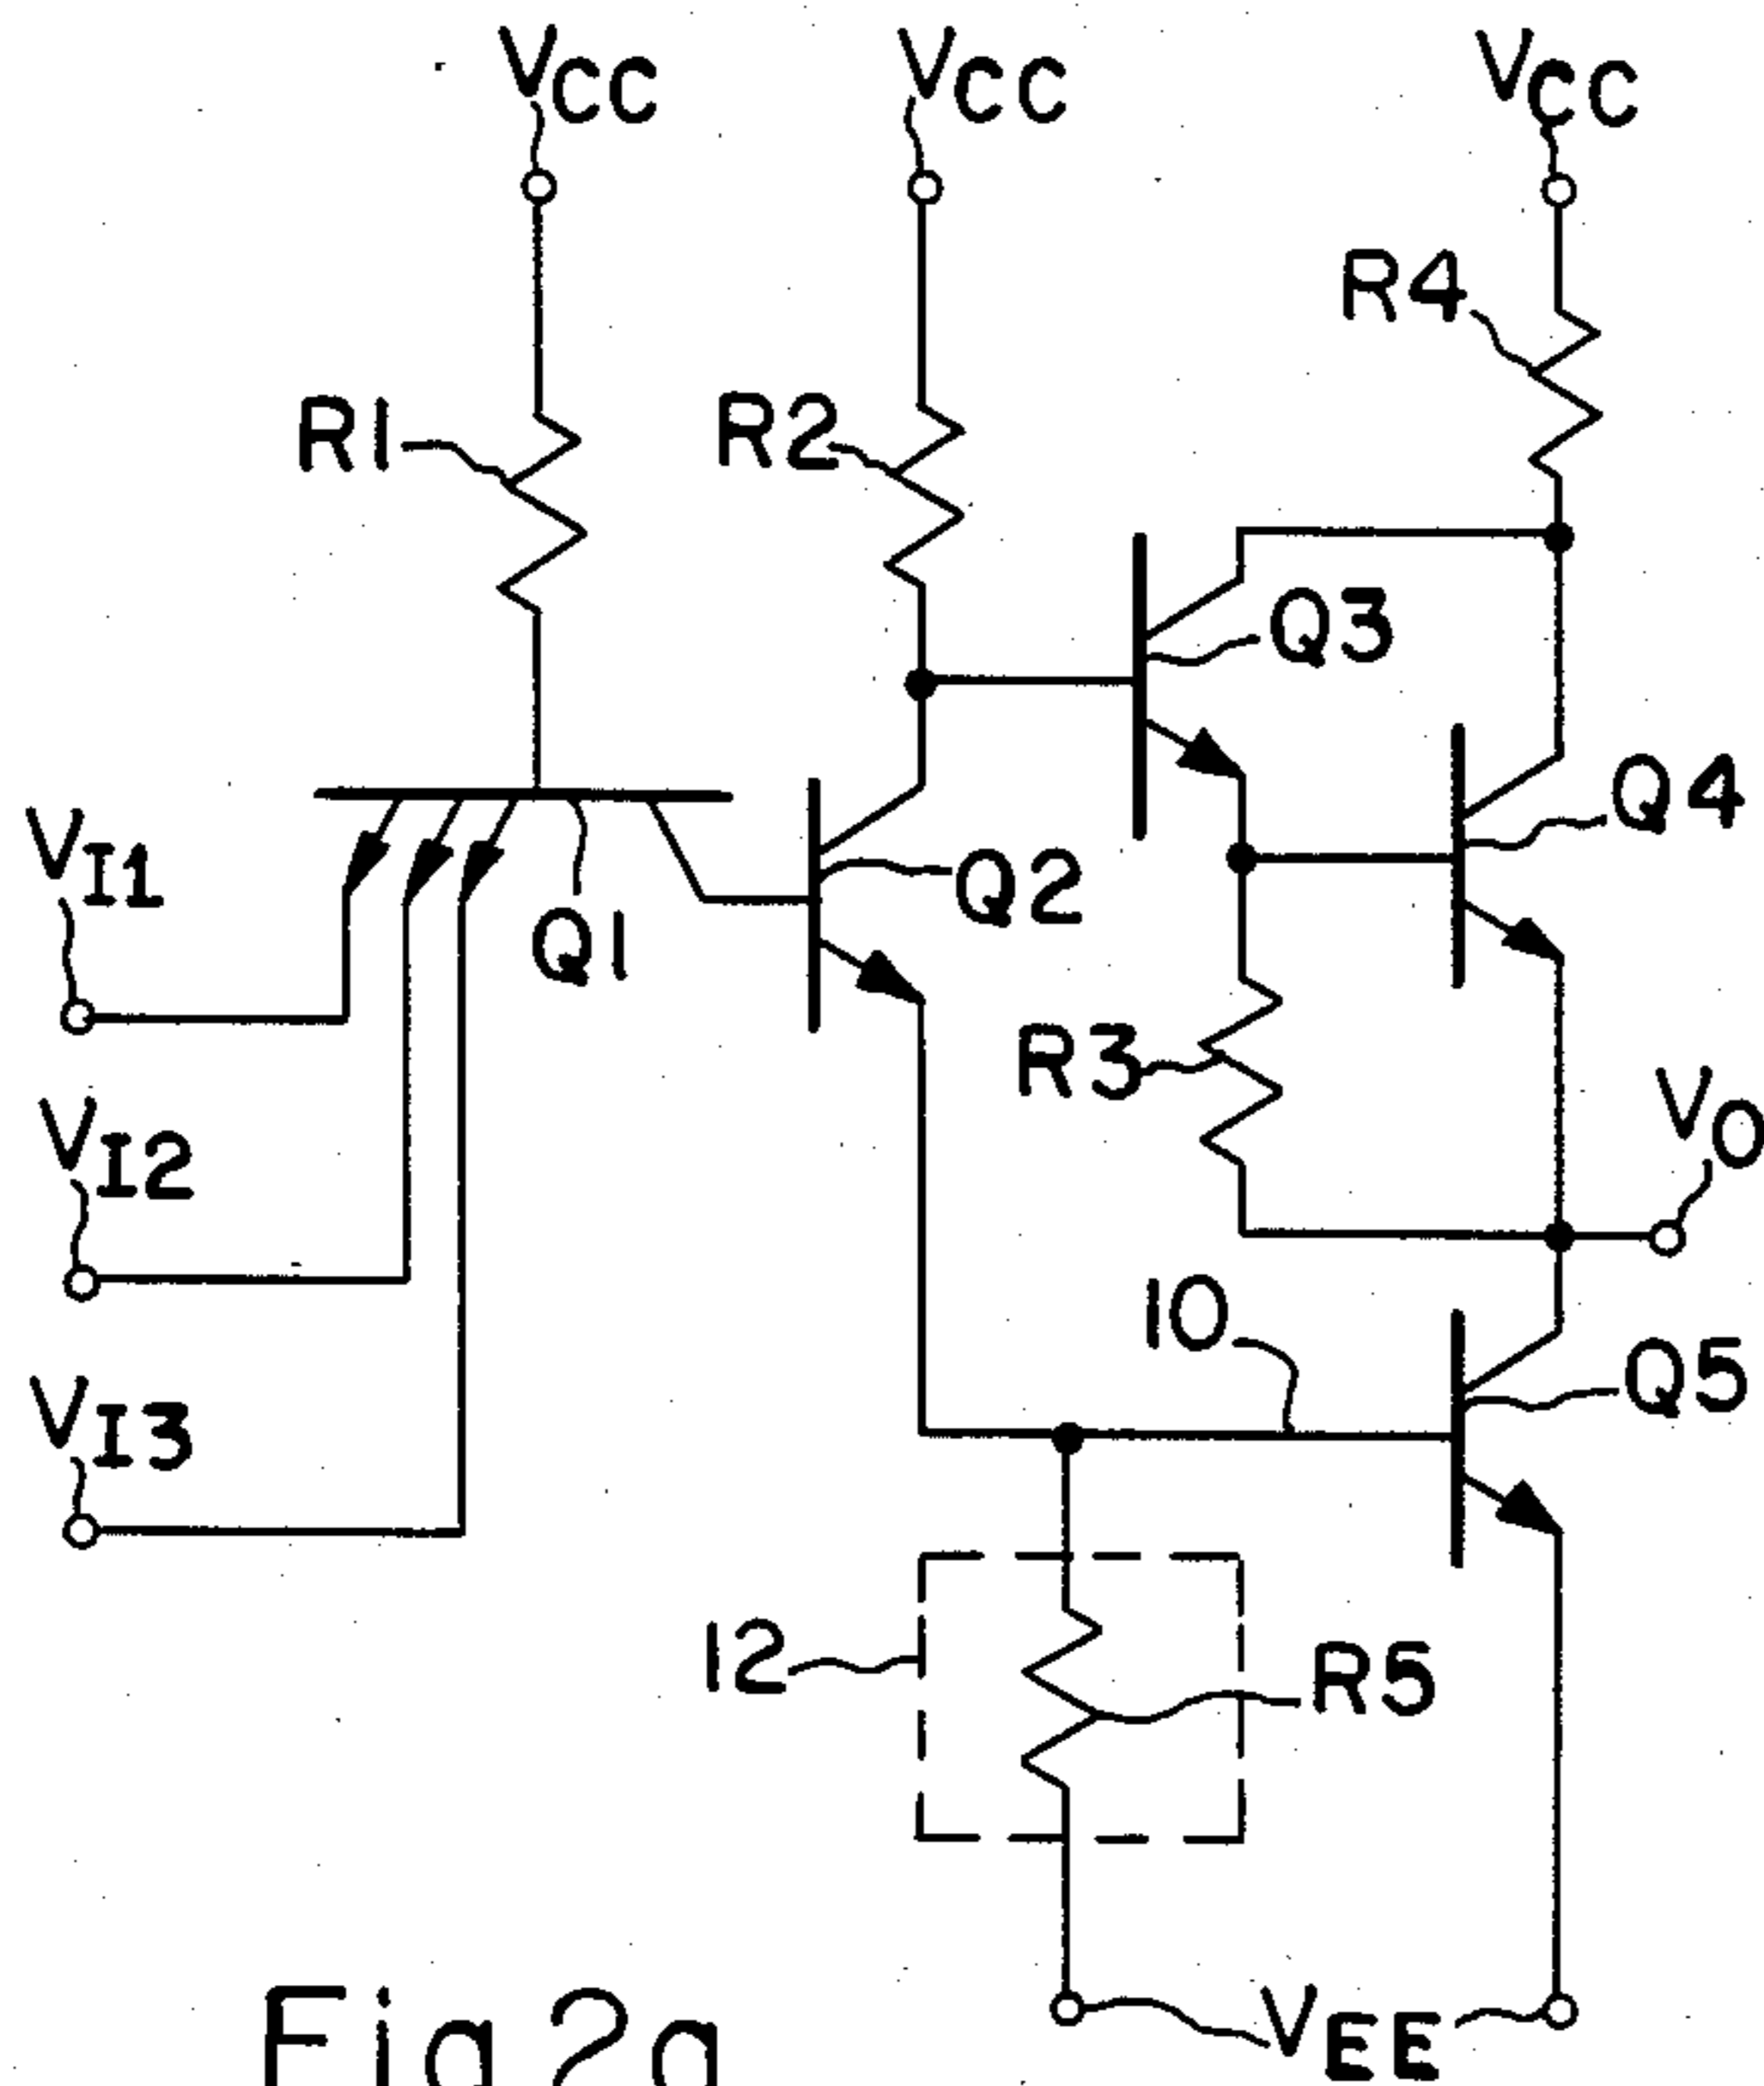 VCC VCC VCC
R4
R1 R2
Q3
Q4
VI1
Q2
Q1
R3
VO
VI2
10
Q5
VI3
12 R5
VEE
Fig 2a